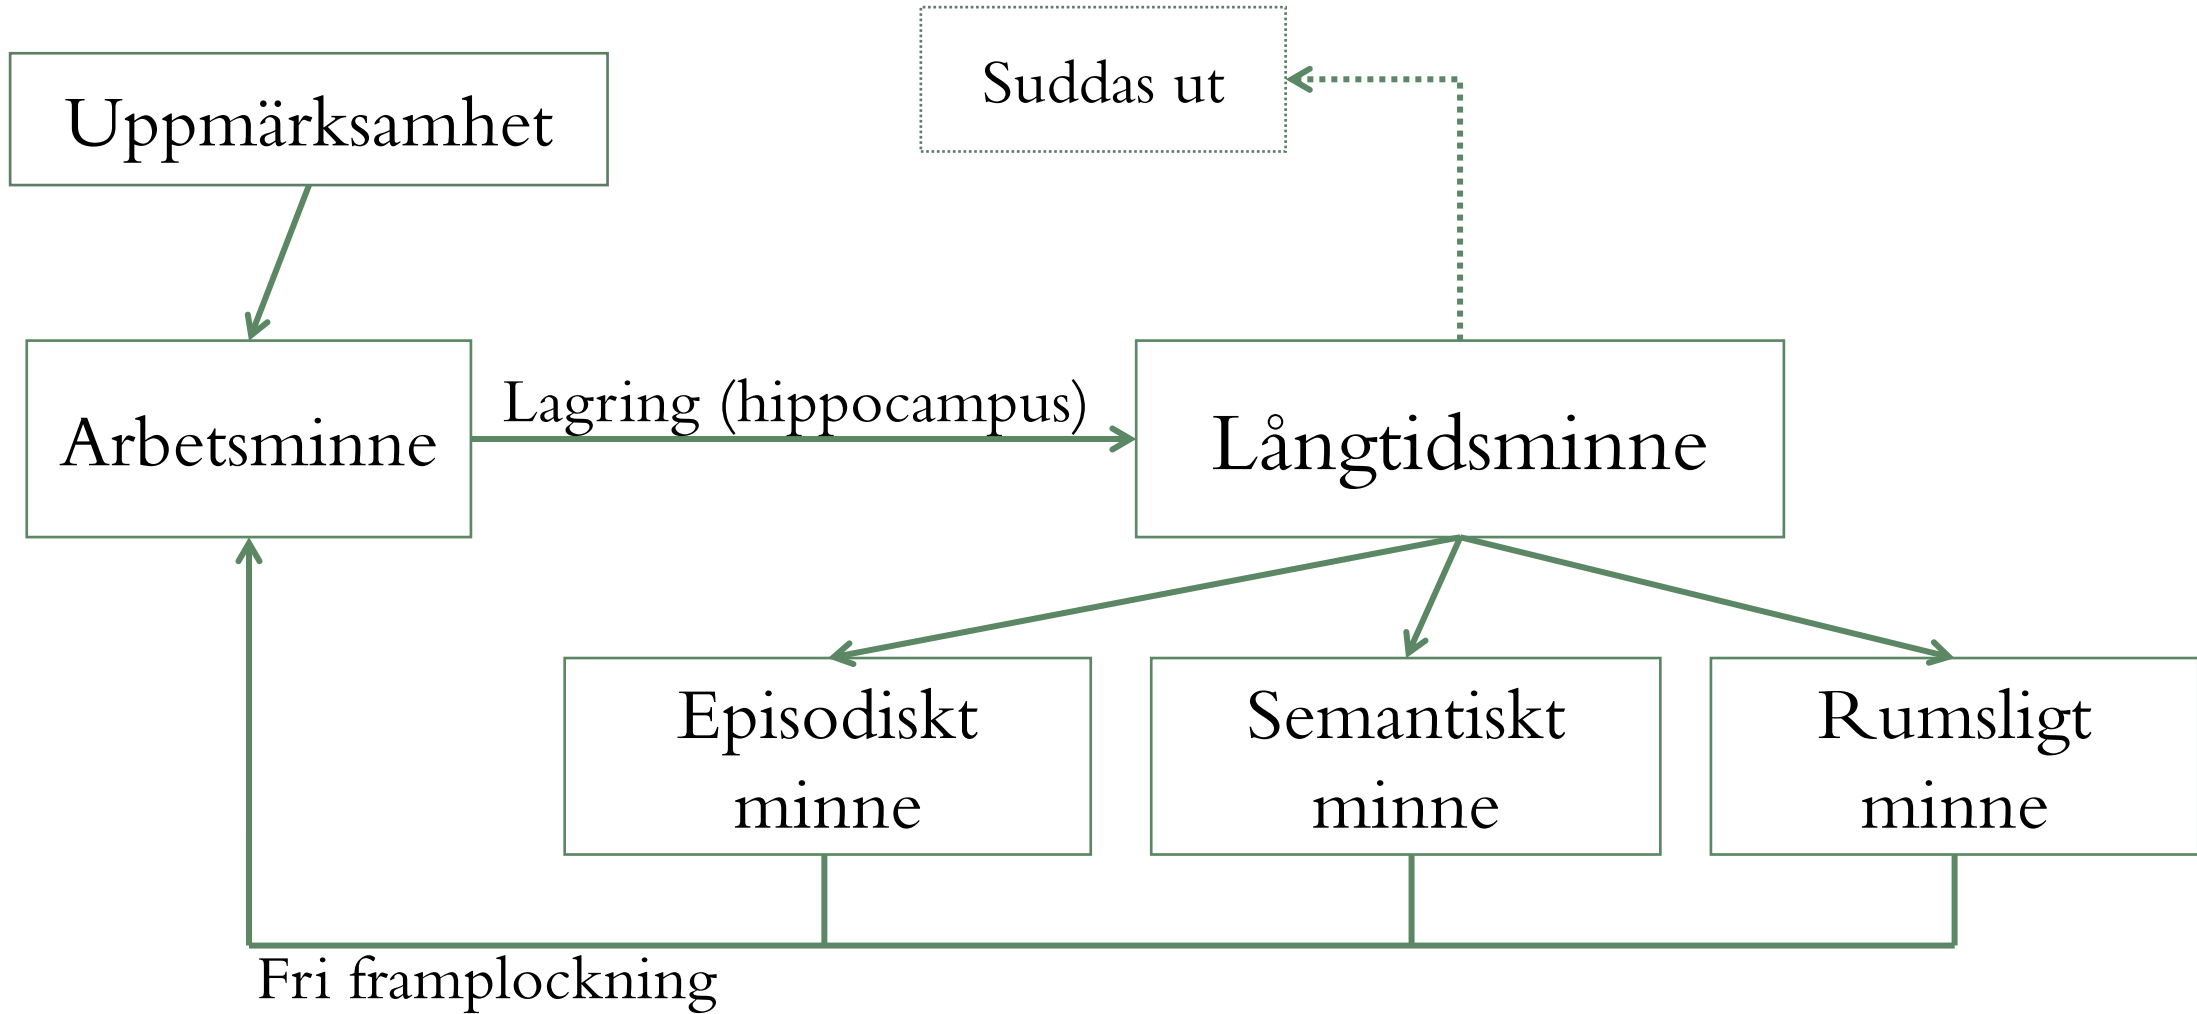 Suddas ut
Uppmärksamhet
Lagring (hippocampus)
Arbetsminne
Långtidsminne
Episodiskt
minne
Semantiskt
minne
Rumsligt
minne
Fri framplockning